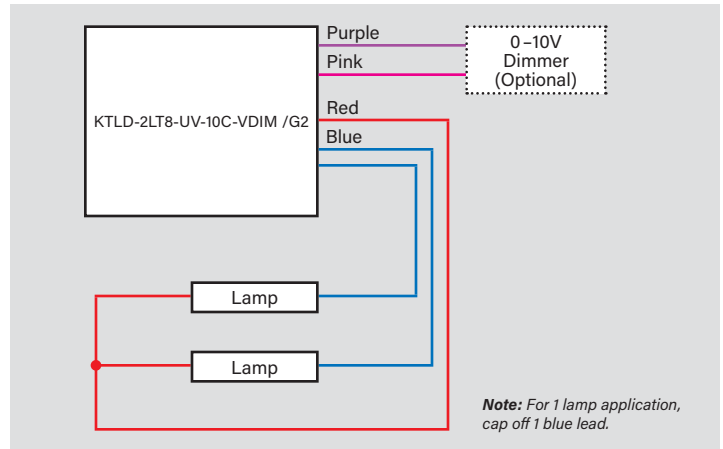 Purple
Pink
0–10V
Dimmer
(Optional)
KTLD-2LT8-UV-10C-VDIM /G2
Red
Blue
Lamp
Lamp
Note: For 1 lamp application,
cap off 1 blue lead.